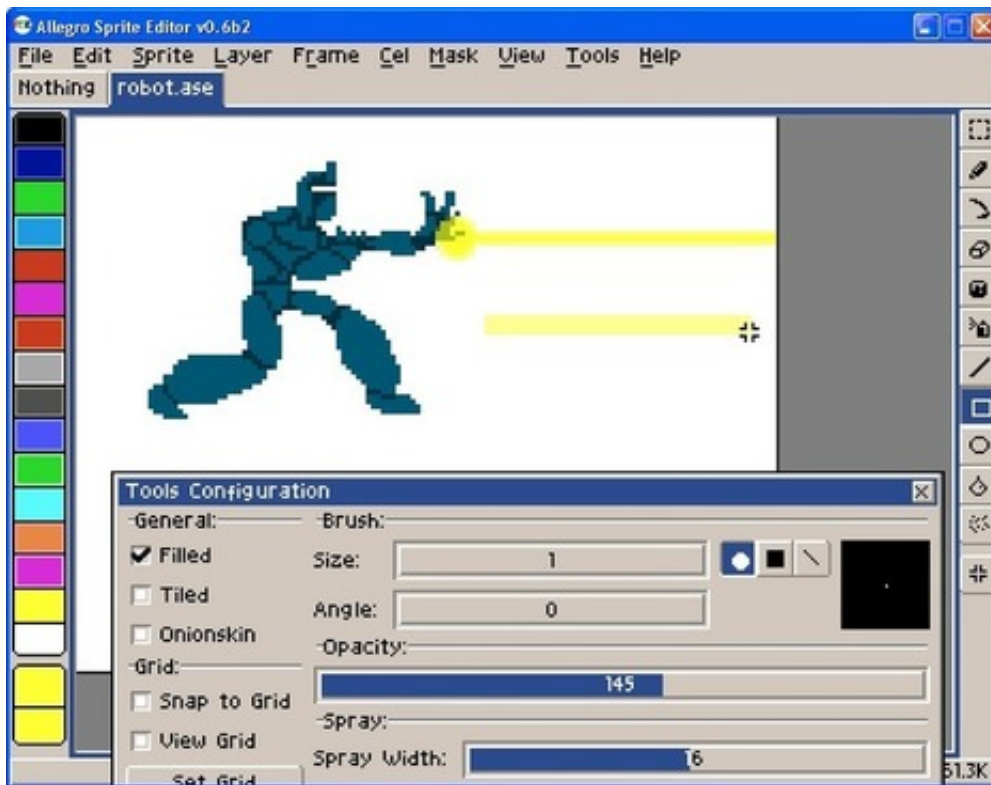 Allegro Sprite Editor v0.6b2
File Edit Sprite Layer Frame Cel Mask View Tools Help
Nothing robot.ase
Tools Configuration
General:
Filled
Tiled
Onionskin
Grid:
Snap to Grid
View Grid
Set Grid
Brush:
Size: 1
Angle: 0
Opacity:
145
Spray:
Spray Width: 16
51.3K